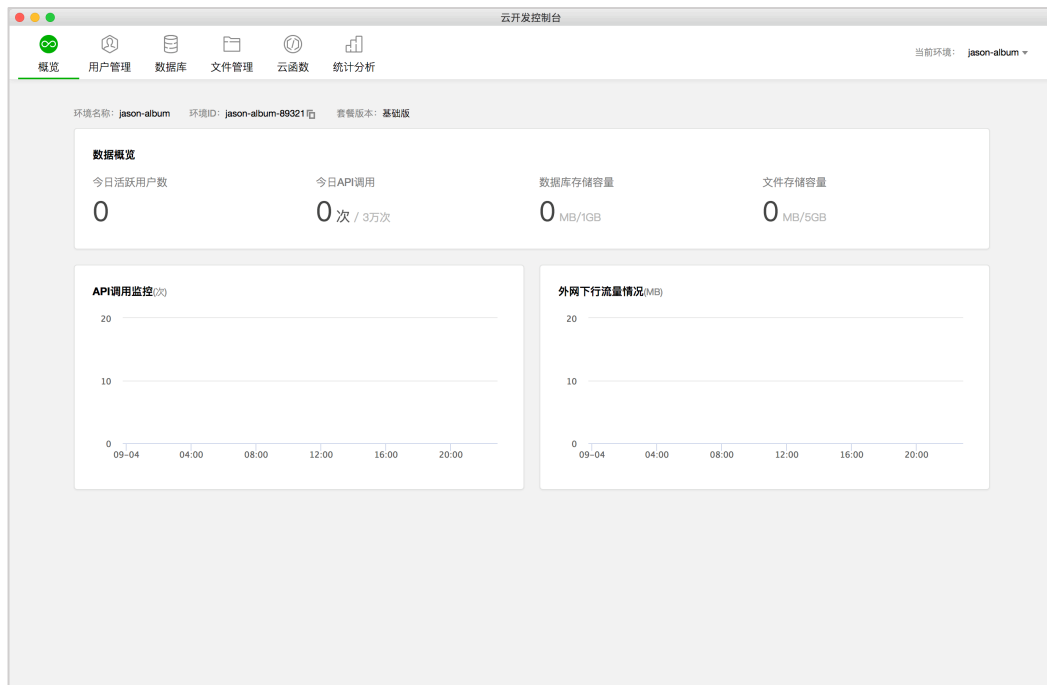 云开发控制台
概览 用户管理 数据库 文件管理 云函数 统计分析 当前环境： jason-album
环境名称：jason-album 环境ID：jason-album-89321 套餐版本：基础版
数据概览
今日活跃用户数 今日API调用 数据库存储容量 文件存储容量
0 0 次 / 3万次 0 MB/1GB 0 MB/5GB
API调用监控(次) 外网下行流量情况(MB)
20 20
10 10
0 0
09-04 04:00 08:00 12:00 16:00 20:00 09-04 04:00 08:00 12:00 16:00 20:00